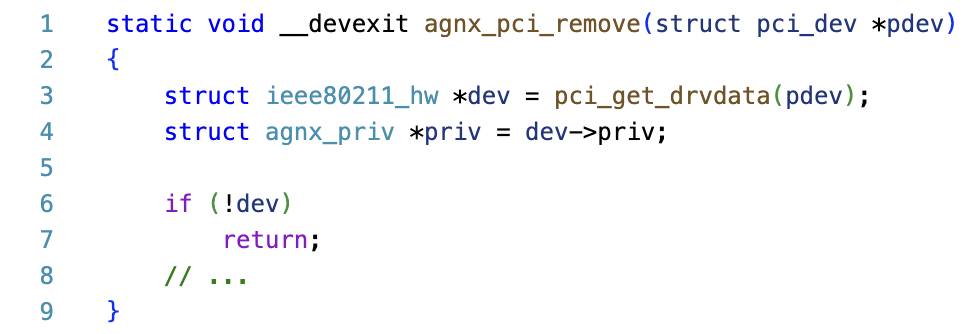 1 static void __devexit agnx_pci_remove(struct pci_dev *pdev)
2 {
3     struct ieee80211_hw *dev = pci_get_drvdata(pdev);
4     struct agnx_priv *priv = dev->priv;
5
6     if (!dev)
7         return;
8     // ...
9 }